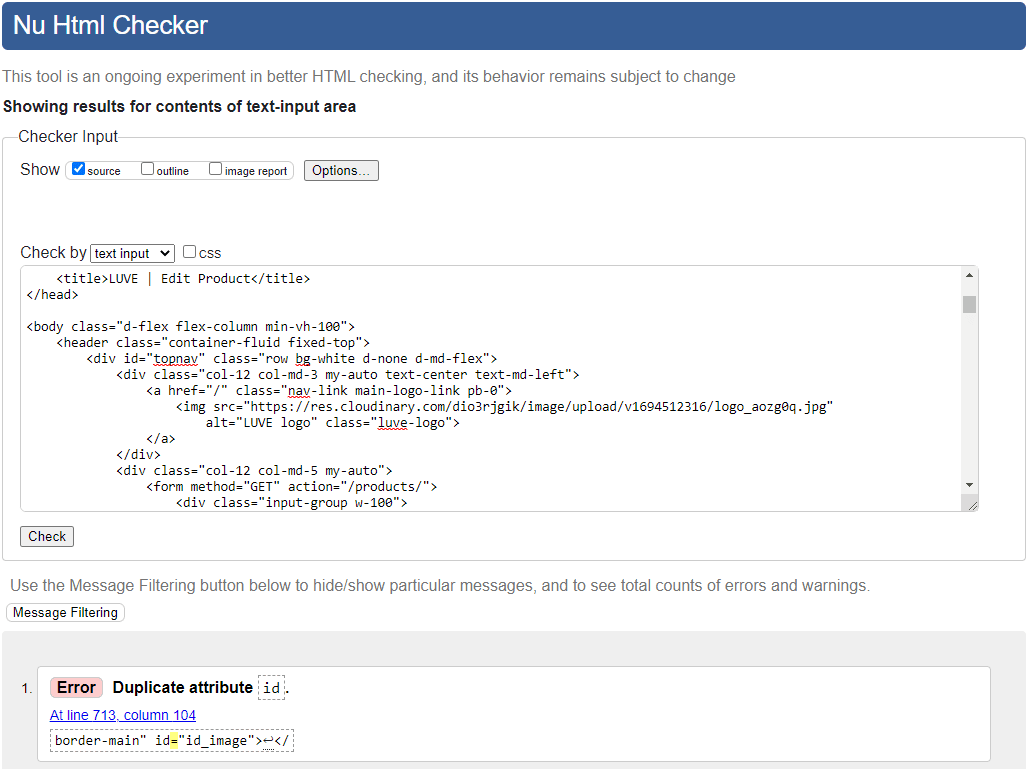 Nu Html Checker
This tool is an ongoing experiment in better HTML checking, and its behavior remains subject to change
Showing results for contents of text-input area
Checker Input
Show source outline image report Options...
Check by text input css
<title>LUVE | Edit Product</title>
</head>
<body class="d-flex flex-column min-vh-100">
<header class="container-fluid fixed-top">
<div id="topnav" class="row bg-white d-none d-md-flex">
<div class="col-12 col-md-3 my-auto text-center text-md-left">
<a href="/" class="nav-link main-logo-link pb-0">
<img src="https://res.cloudinary.com/dio3rjgik/image/upload/v1694512316/logo_aozg0q.jpg"
alt="LUVE logo" class="luve-logo">
</a>
</div>
<div class="col-12 col-md-5 my-auto">
<form method="GET" action="/products/">
<div class="input-group w-100">
Check
Use the Message Filtering button below to hide/show particular messages, and to see total counts of errors and warnings.
Message Filtering
1. Error Duplicate attribute id.
At line 713, column 104
border-main" id="id_image">↩</